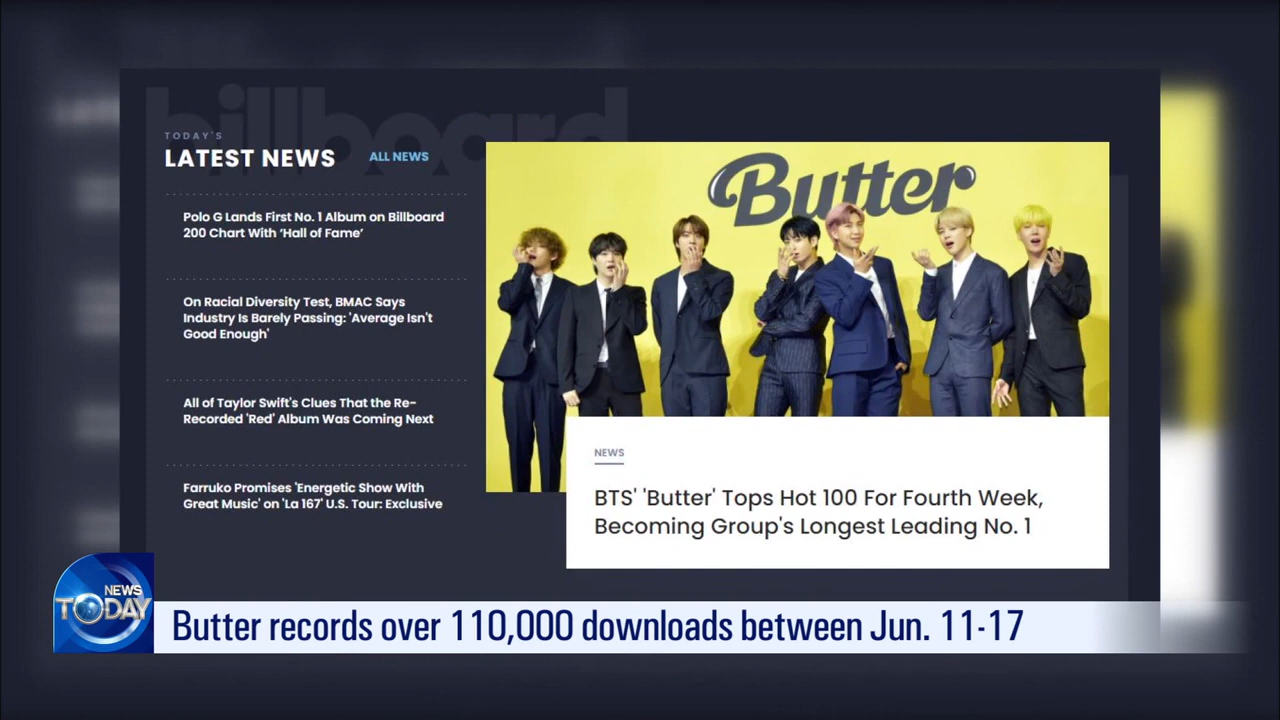 billboard
TODAY'S
LATEST NEWS
ALL NEWS
Polo G Lands First No. 1 Album on Billboard
200 Chart With ‘Hall of Fame’
On Racial Diversity Test, BMAC Says
Industry Is Barely Passing: 'Average Isn't
Good Enough'
All of Taylor Swift's Clues That the Re-
Recorded 'Red' Album Was Coming Next
Farruko Promises 'Energetic Show With
Great Music' on 'La 167' U.S. Tour: Exclusive
Butter
NEWS
BTS' 'Butter' Tops Hot 100 For Fourth Week,
Becoming Group's Longest Leading No. 1
NEWS
TODAY
Butter records over 110,000 downloads between Jun. 11-17